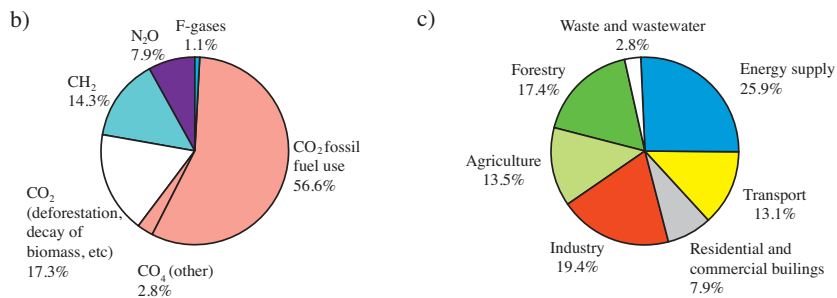 b)
F-gases
1.1%
N₂O
7.9%
CH₂
14.3%
CO₂ fossil
fuel use
56.6%
CO₂
(deforestation,
decay of
biomass, etc)
17.3%
CO₄ (other)
2.8%
c)
Waste and wastewater
2.8%
Energy supply
25.9%
Forestry
17.4%
Agriculture
13.5%
Transport
13.1%
Industry
19.4%
Residential and
commercial builings
7.9%